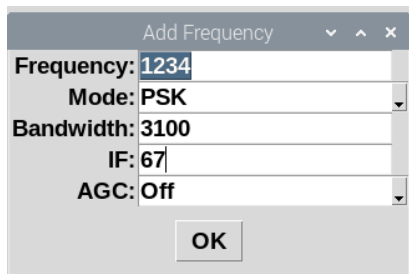 Add Frequency
Frequency: 1234
Mode: PSK
Bandwidth: 3100
IF: 67
AGC: Off
OK